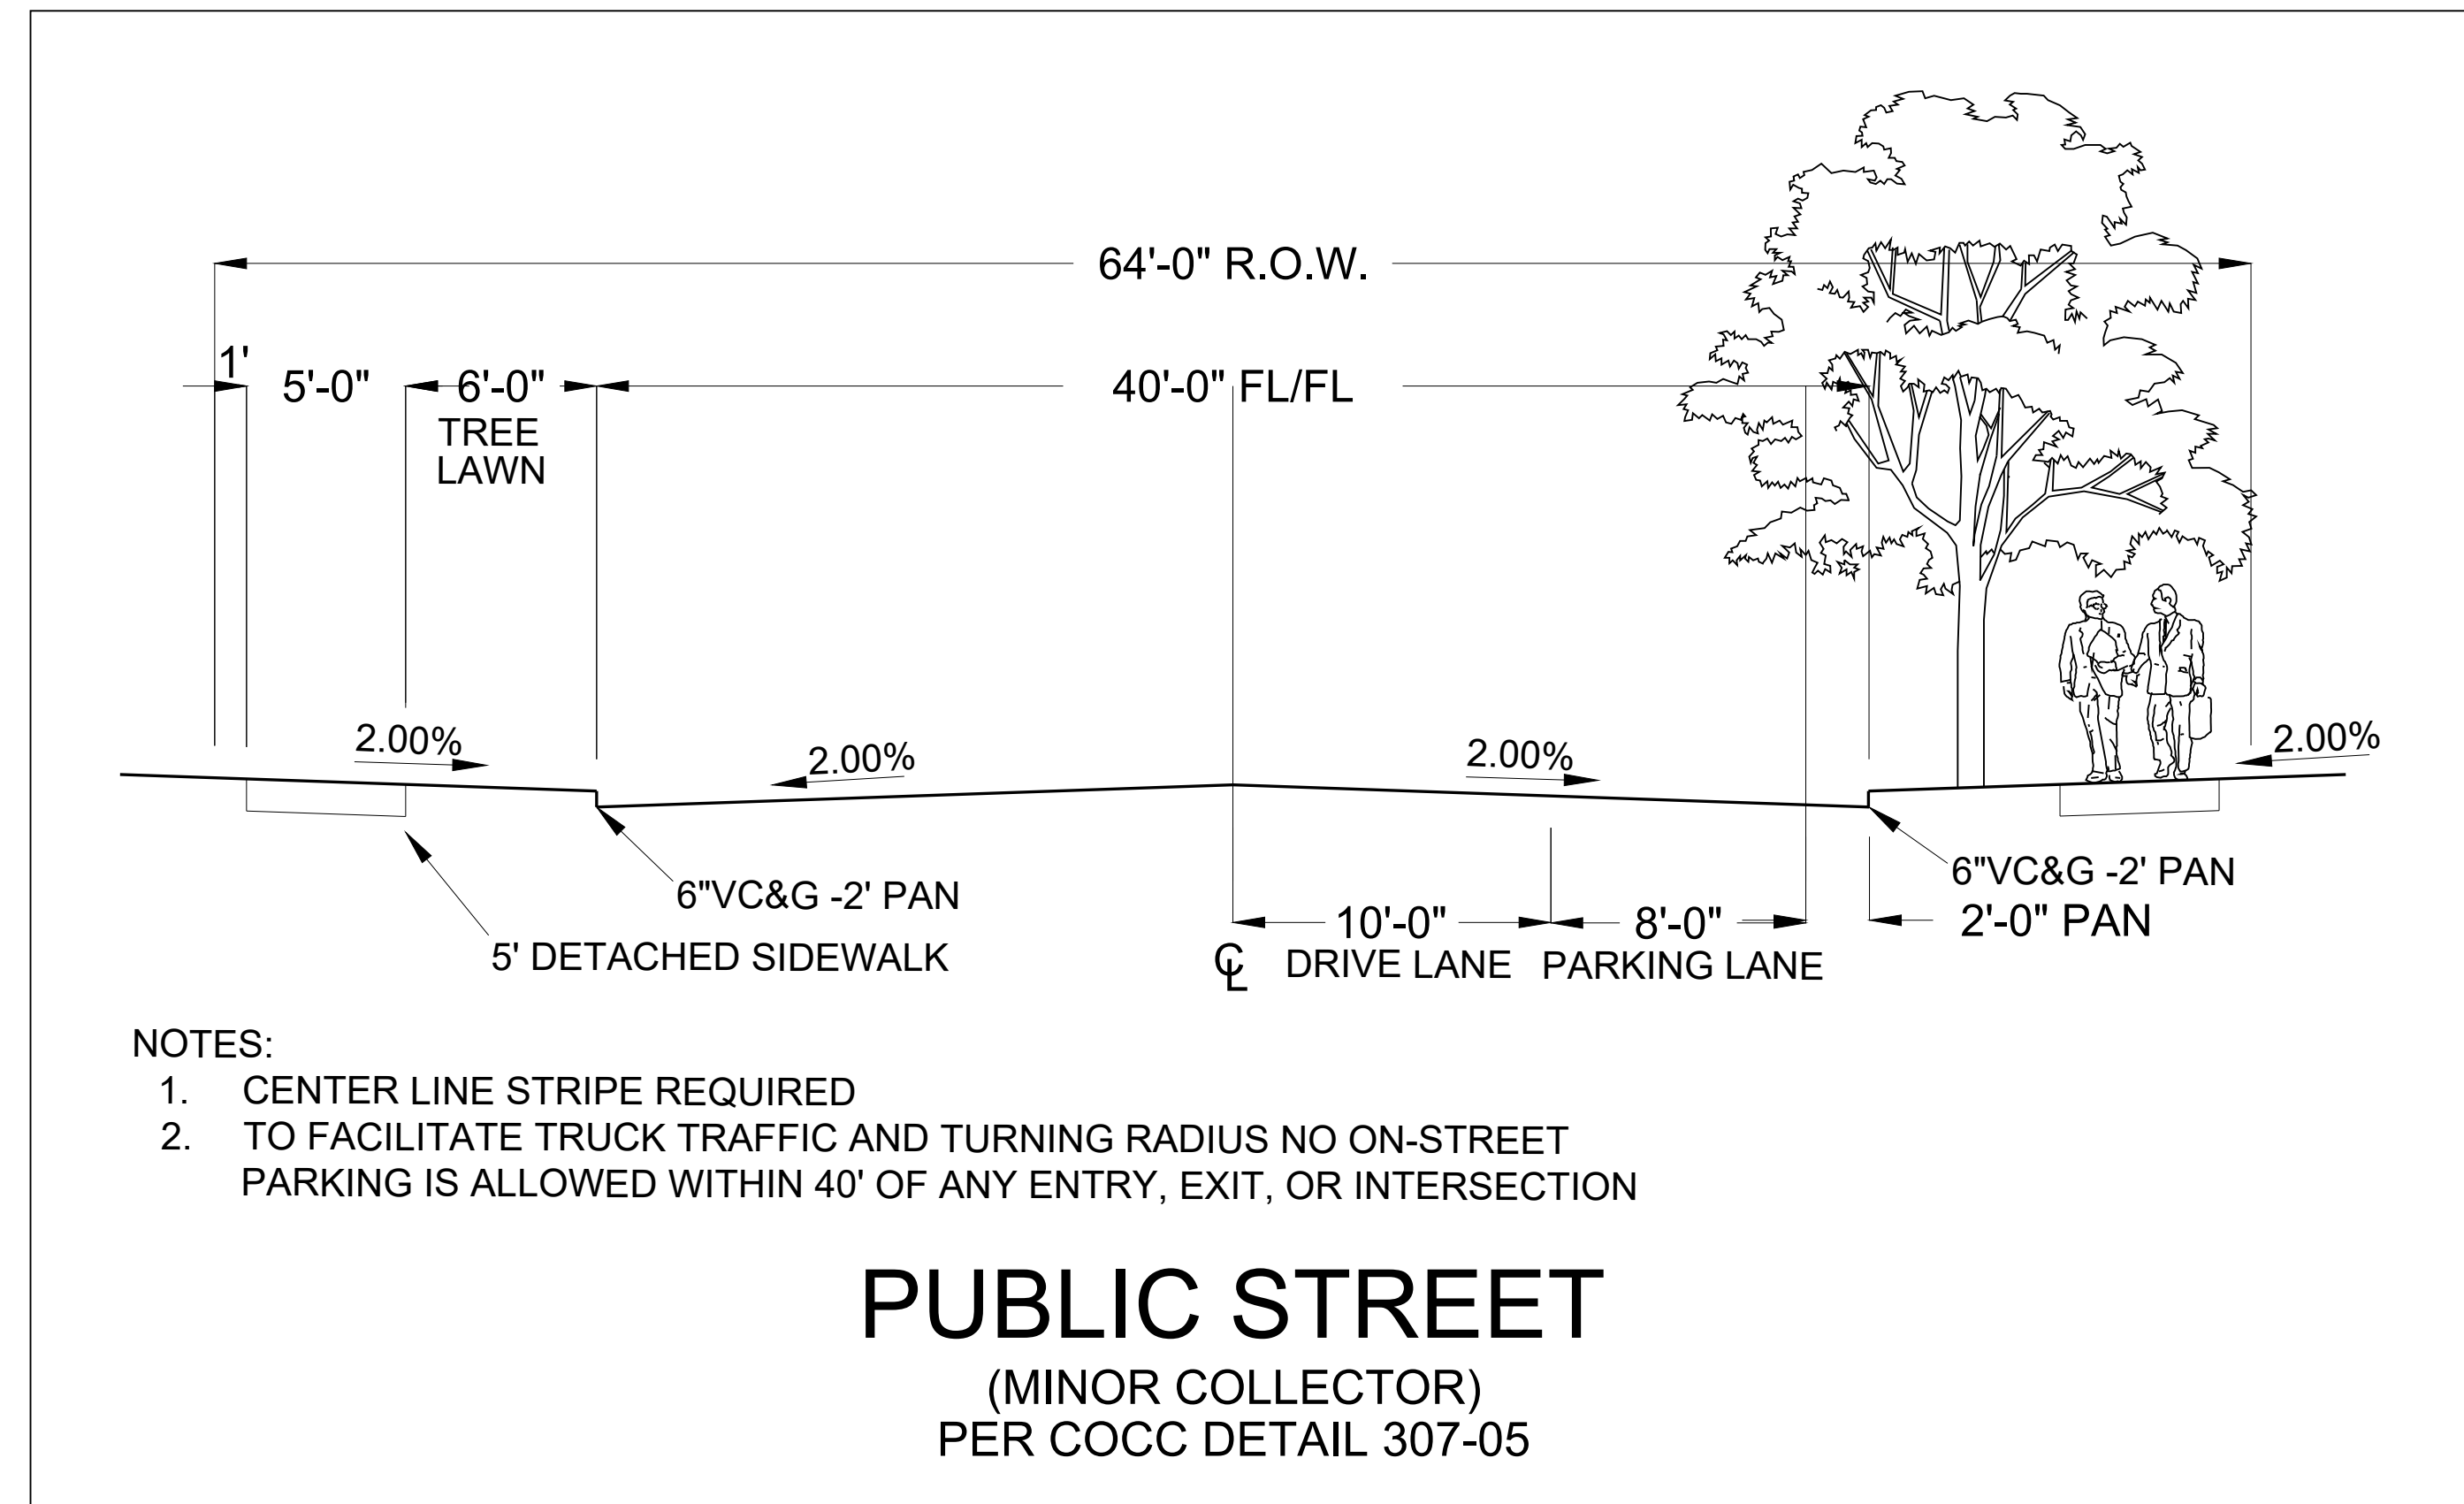 64'-0" R.O.W.
1'
5'-0"
6'-0"
TREE
LAWN
40'-0" FL/FL
2.00%
2.00%
2.00%
2.00%
6"VC&G -2' PAN
5' DETACHED SIDEWALK
6"VC&G -2' PAN
10'-0"
8'-0"
2'-0" PAN
CL
DRIVE LANE
PARKING LANE
NOTES:
1. CENTER LINE STRIPE REQUIRED
2. TO FACILITATE TRUCK TRAFFIC AND TURNING RADIUS NO ON-STREET
PARKING IS ALLOWED WITHIN 40' OF ANY ENTRY, EXIT, OR INTERSECTION
PUBLIC STREET
(MINOR COLLECTOR)
PER COCC DETAIL 307-05